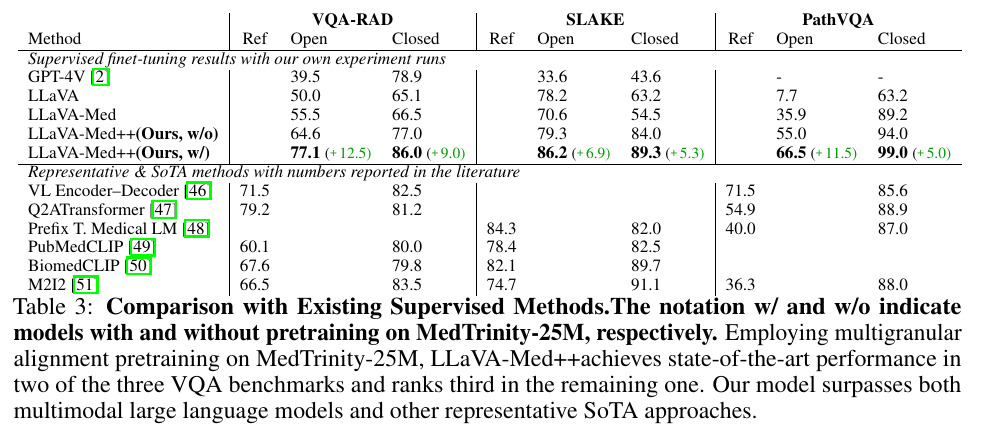 VQA-RAD SLAKE PathVQA
Method Ref Open Closed Ref Open Closed Ref Open Closed
Supervised finet-tuning results with our own experiment runs
GPT-4V [2] 39.5 78.9 33.6 43.6 - -
LLaVA 50.0 65.1 78.2 63.2 7.7 63.2
LLaVA-Med 55.5 66.5 70.6 54.5 35.9 89.2
LLaVA-Med++(Ours, w/o) 64.6 77.0 79.3 84.0 55.0 94.0
LLaVA-Med++(Ours, w/) 77.1 (+12.5) 86.0 (+9.0) 86.2 (+6.9) 89.3 (+5.3) 66.5 (+11.5) 99.0 (+5.0)
Representative & SoTA methods with numbers reported in the literature
VL Encoder–Decoder [46] 71.5 82.5 71.5 85.6
Q2ATransformer [47] 79.2 81.2 54.9 88.9
Prefix T. Medical LM [48] 84.3 82.0 40.0 87.0
PubMedCLIP [49] 60.1 80.0 78.4 82.5
BiomedCLIP [50] 67.6 79.8 82.1 89.7
M2I2 [51] 66.5 83.5 74.7 91.1 36.3 88.0
Table 3: Comparison with Existing Supervised Methods.The notation w/ and w/o indicate
models with and without pretraining on MedTrinity-25M, respectively. Employing multigranular
alignment pretraining on MedTrinity-25M, LLaVA-Med++achieves state-of-the-art performance in
two of the three VQA benchmarks and ranks third in the remaining one. Our model surpasses both
multimodal large language models and other representative SoTA approaches.